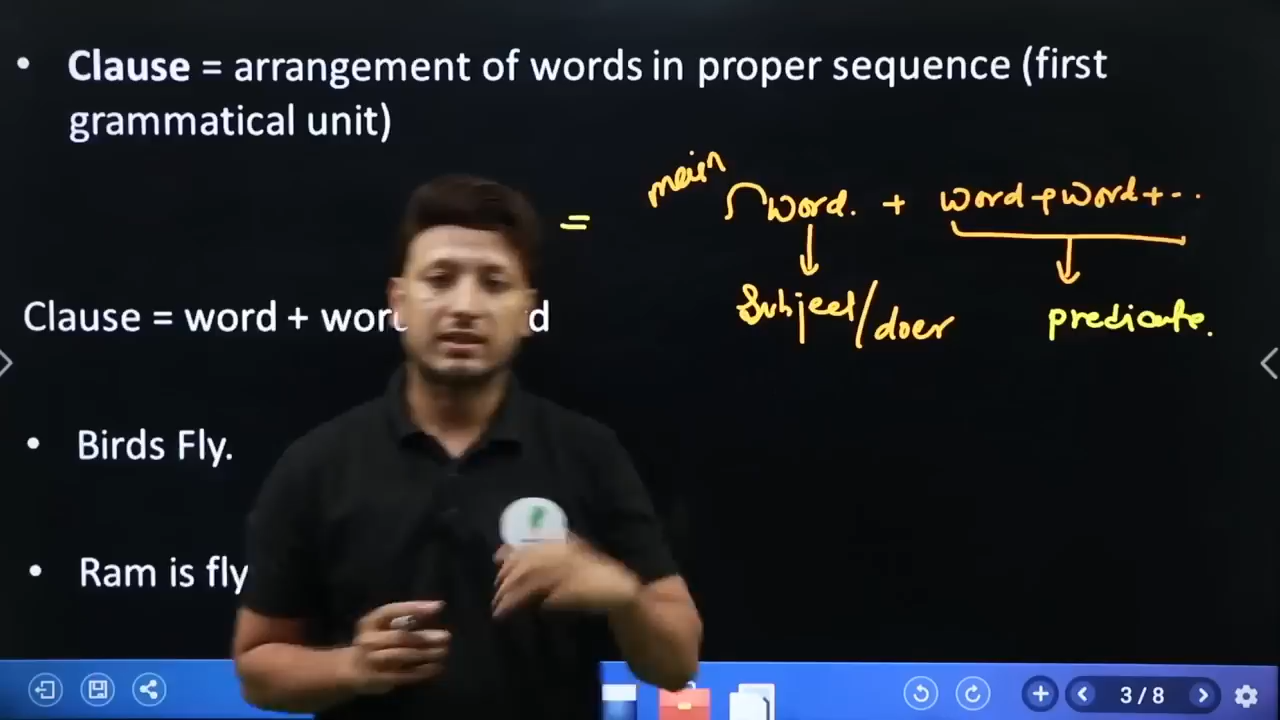 • Clause = arrangement of words in proper sequence (first
grammatical unit)
main
= word. + word + word + ..
Subject/doer predicate.
Clause = word + word
• Birds Fly.
• Ram is fly
3 / 8